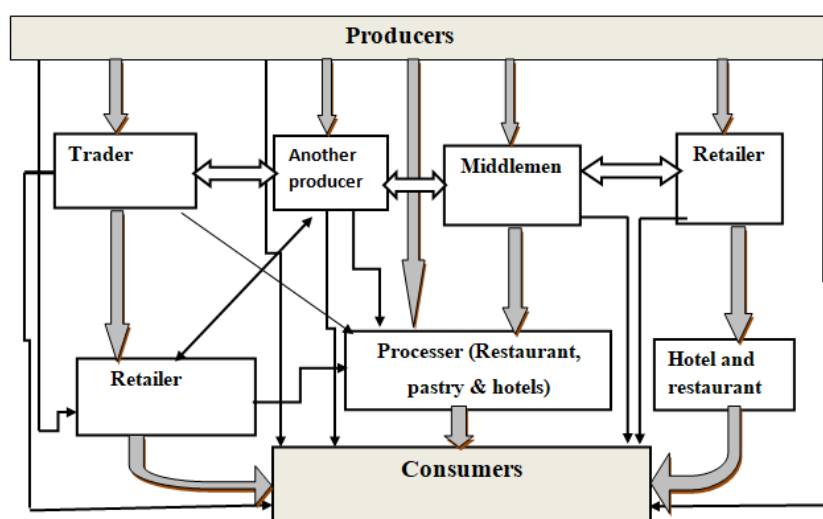 Producers
Trader
Another
producer
Middlemen
Retailer
Retailer
Processer (Restaurant,
pastry & hotels)
Hotel and
restaurant
Consumers